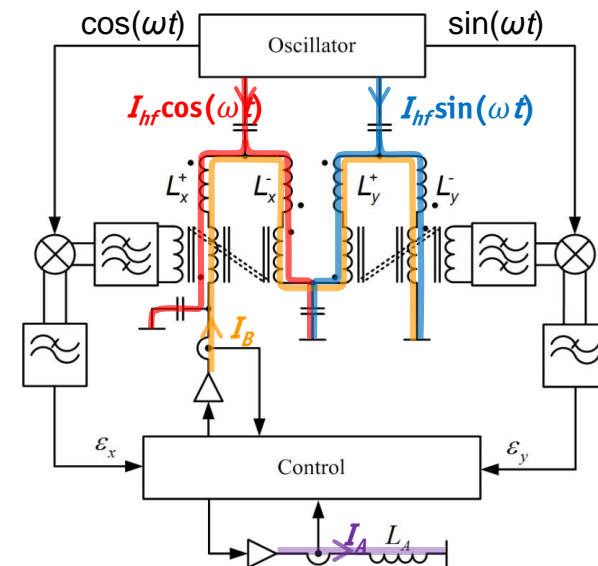 cos(ωt)
Oscillator
sin(ωt)
I_hf cos(ωt)
I_hf sin(ωt)
L_x^+
L_x^-
L_y^+
L_y^-
I_B
ε_x
Control
ε_y
I_A
L_A